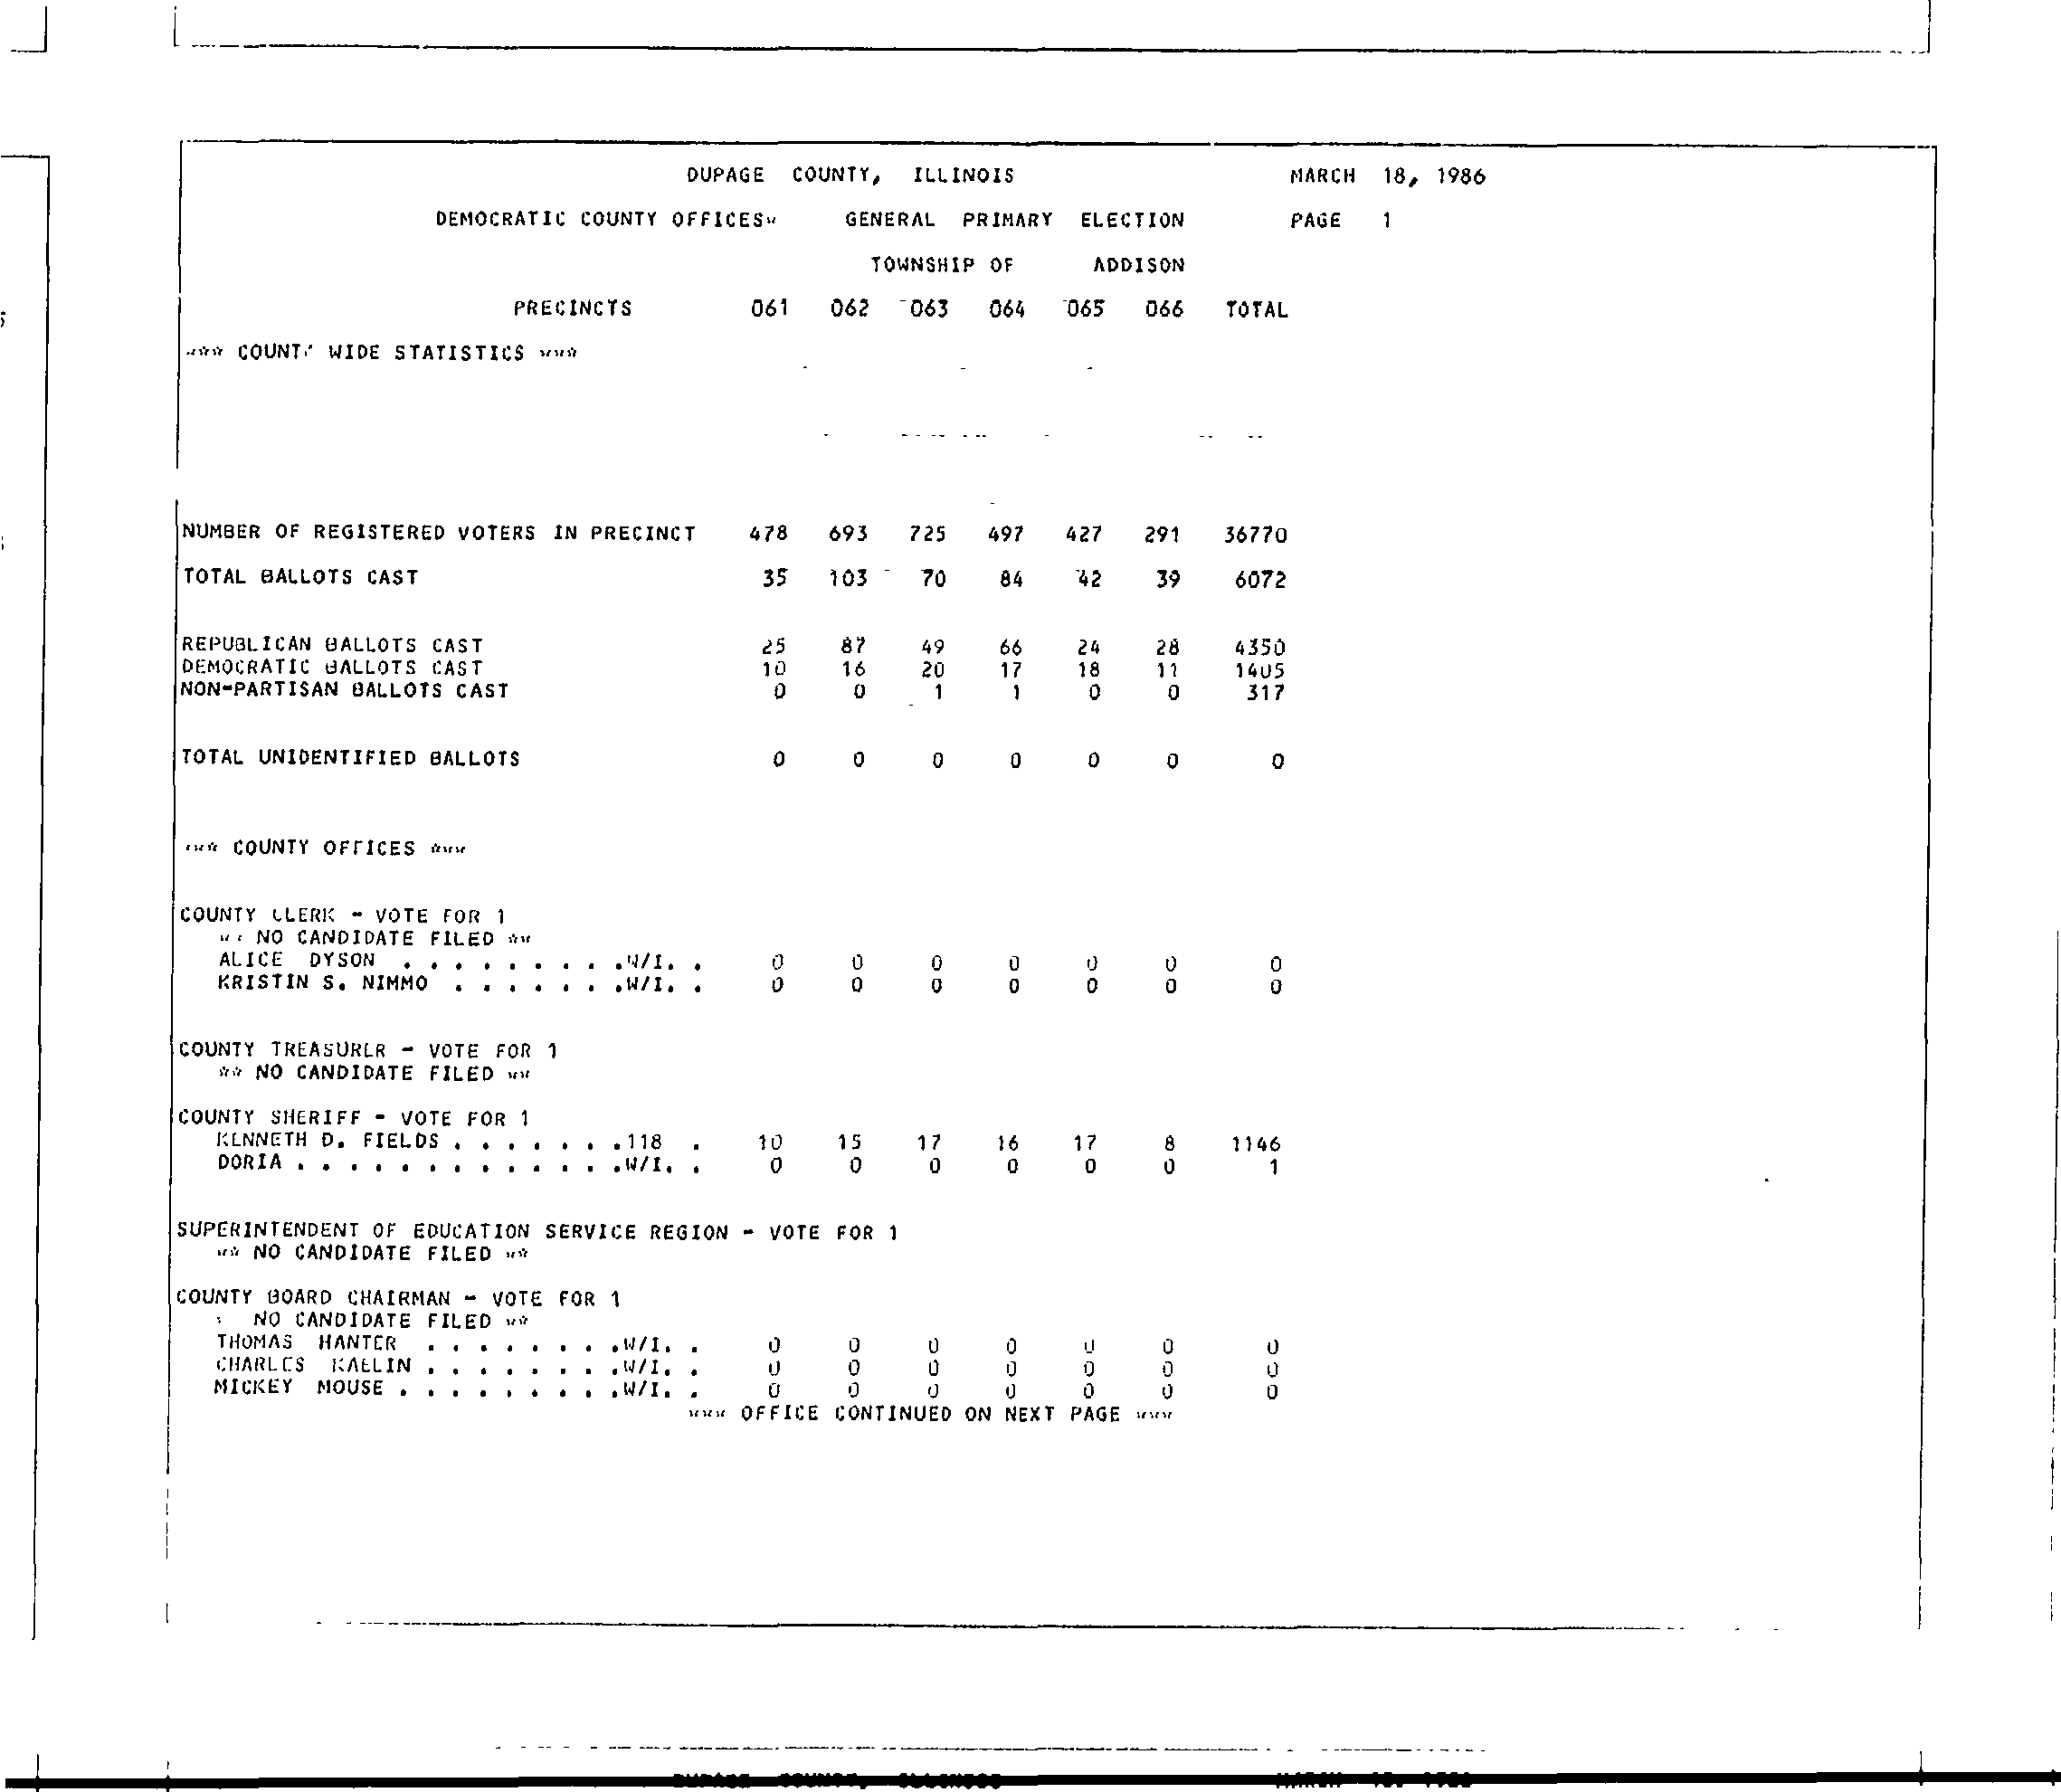 DUPAGE COUNTY, ILLINOIS MARCH 18, 1986
DEMOCRATIC COUNTY OFFICES* GENERAL PRIMARY ELECTION PAGE 1
TOWNSHIP OF ADDISON
PRECINCTS 061 062 063 064 065 066 TOTAL
*** COUNTY WIDE STATISTICS ***
NUMBER OF REGISTERED VOTERS IN PRECINCT 478 693 725 497 427 291 36770
TOTAL BALLOTS CAST 35 103 70 84 42 39 6072
REPUBLICAN BALLOTS CAST 25 87 49 66 24 28 4350
DEMOCRATIC BALLOTS CAST 10 16 20 17 18 11 1405
NON-PARTISAN BALLOTS CAST 0 0 1 1 0 0 317
TOTAL UNIDENTIFIED BALLOTS 0 0 0 0 0 0 0
*** COUNTY OFFICES ***
COUNTY CLERK - VOTE FOR 1
** NO CANDIDATE FILED **
ALICE DYSON . . . . . . . . .W/I. . 0 0 0 0 0 0 0
KRISTIN S. NIMMO . . . . . . .W/I. . 0 0 0 0 0 0 0
COUNTY TREASURER - VOTE FOR 1
** NO CANDIDATE FILED **
COUNTY SHERIFF - VOTE FOR 1
KENNETH D. FIELDS . . . . . . .118 . 10 15 17 16 17 8 1146
DORIA . . . . . . . . . . . . .W/I. . 0 0 0 0 0 0 1
SUPERINTENDENT OF EDUCATION SERVICE REGION - VOTE FOR 1
** NO CANDIDATE FILED **
COUNTY BOARD CHAIRMAN - VOTE FOR 1
NO CANDIDATE FILED **
THOMAS HANTER . . . . . . . .W/I. . 0 0 0 0 0 0 0
CHARLES KAELIN . . . . . . . .W/I. . 0 0 0 0 0 0 0
MICKEY MOUSE . . . . . . . . .W/I. . 0 0 0 0 0 0 0
*** OFFICE CONTINUED ON NEXT PAGE ***